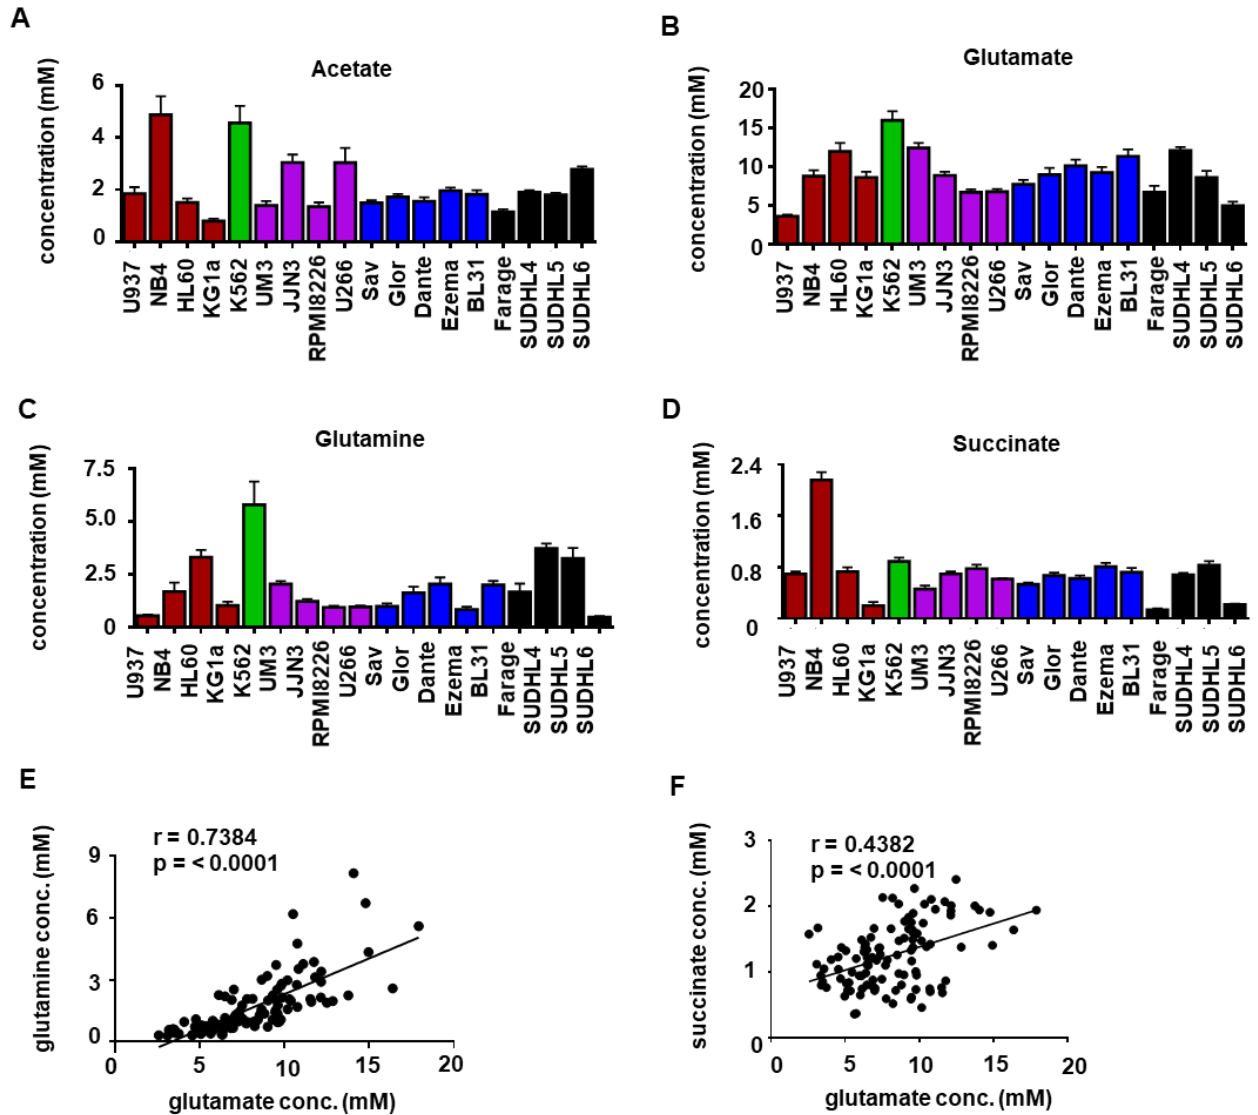 A
Acetate
concentration (mM)
6
4
2
0
U937
NB4
HL60
KG1a
K562
UM3
JJN3
RPMI8226
U266
Sav
Glor
Dante
Ezema
BL31
Farage
SUDHL4
SUDHL5
SUDHL6
B
Glutamate
concentration (mM)
20
15
10
5
0
U937
NB4
HL60
KG1a
K562
UM3
JJN3
RPMI8226
U266
Sav
Glor
Dante
Ezema
BL31
Farage
SUDHL4
SUDHL5
SUDHL6
C
Glutamine
concentration (mM)
7.5
5.0
2.5
0
U937
NB4
HL60
KG1a
K562
UM3
JJN3
RPMI8226
U266
Sav
Glor
Dante
Ezema
BL31
Farage
SUDHL4
SUDHL5
SUDHL6
D
Succinate
concentration (mM)
2.4
1.6
0.8
0
U937
NB4
HL60
KG1a
K562
UM3
JJN3
RPMI8226
U266
Sav
Glor
Dante
Ezema
BL31
Farage
SUDHL4
SUDHL5
SUDHL6
E
r = 0.7384
p = < 0.0001
glutamine conc. (mM)
9
6
3
0
0 5 10 15 20
glutamate conc. (mM)
F
r = 0.4382
p = < 0.0001
succinate conc. (mM)
3
2
1
0
0 5 10 15 20
glutamate conc. (mM)